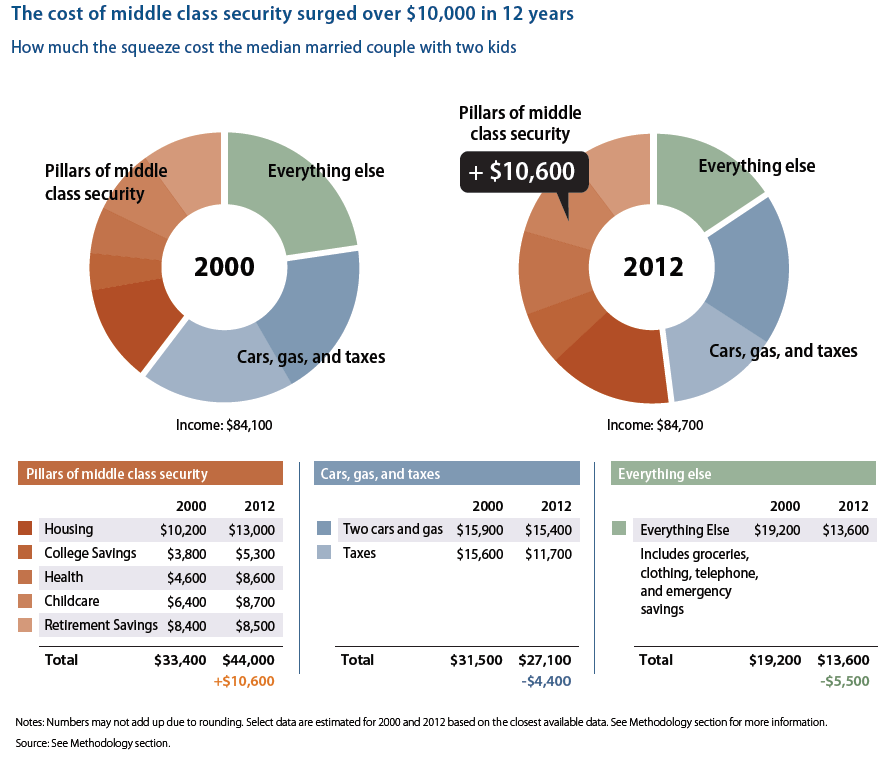 The cost of middle class security surged over $10,000 in 12 years
How much the squeeze cost the median married couple with two kids
Pillars of middle
class security
Everything else
2000
Cars, gas, and taxes
Income: $84,100
Pillars of middle
class security
+ $10,600
Everything else
2012
Cars, gas, and taxes
Income: $84,700
Pillars of middle class security
2000 2012
Housing $10,200 $13,000
College Savings $3,800 $5,300
Health $4,600 $8,600
Childcare $6,400 $8,700
Retirement Savings $8,400 $8,500
Total $33,400 $44,000
+$10,600
Cars, gas, and taxes
2000 2012
Two cars and gas $15,900 $15,400
Taxes $15,600 $11,700
Total $31,500 $27,100
-$4,400
Everything else
2000 2012
Everything Else $19,200 $13,600
Includes groceries,
clothing, telephone,
and emergency
savings
Total $19,200 $13,600
-$5,500
Notes: Numbers may not add up due to rounding. Select data are estimated for 2000 and 2012 based on the closest available data. See Methodology section for more information.
Source: See Methodology section.